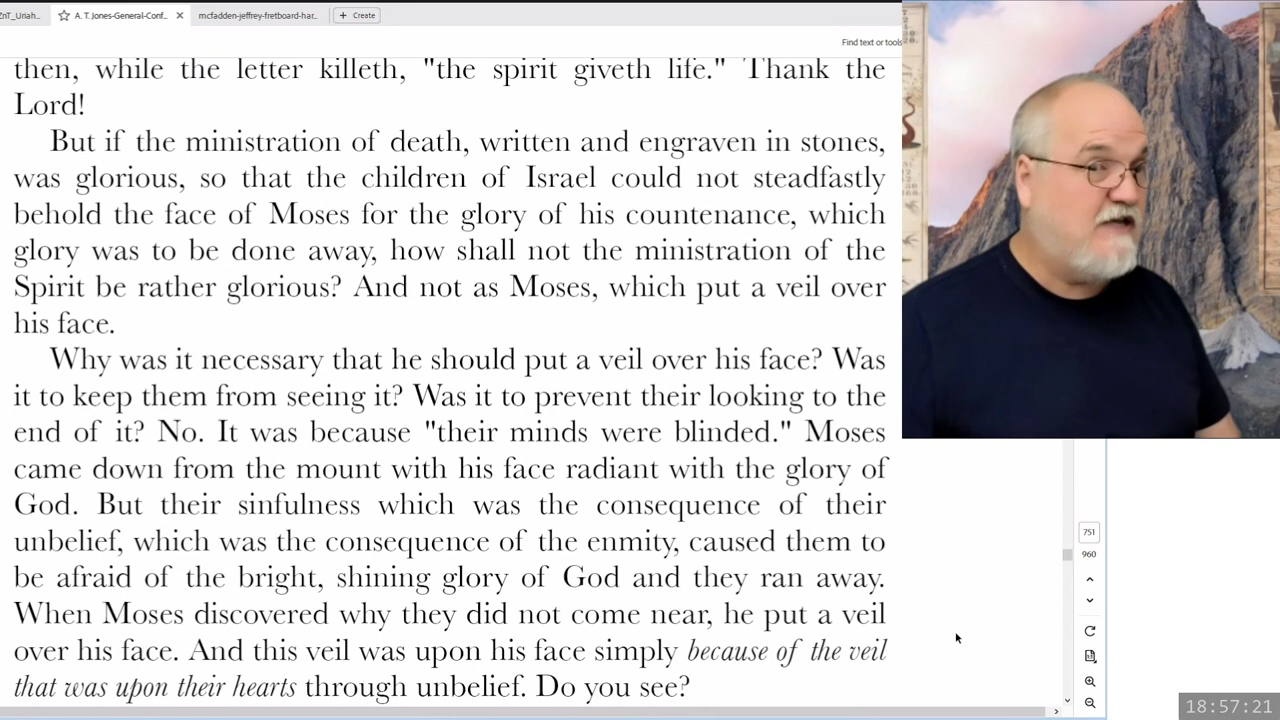 ZnT_Uriah..
A. T. Jones-General-Conf...
mcfadden-jeffrey-fretboard-har...
Create
Find text or tools
then, while the letter killeth, "the spirit giveth life." Thank the
Lord!
But if the ministration of death, written and engraven in stones,
was glorious, so that the children of Israel could not steadfastly
behold the face of Moses for the glory of his countenance, which
glory was to be done away, how shall not the ministration of the
Spirit be rather glorious? And not as Moses, which put a veil over
his face.
Why was it necessary that he should put a veil over his face? Was
it to keep them from seeing it? Was it to prevent their looking to the
end of it? No. It was because "their minds were blinded." Moses
came down from the mount with his face radiant with the glory of
God. But their sinfulness which was the consequence of their
unbelief, which was the consequence of the enmity, caused them to
be afraid of the bright, shining glory of God and they ran away.
When Moses discovered why they did not come near, he put a veil
over his face. And this veil was upon his face simply because of the veil
that was upon their hearts through unbelief. Do you see?
751
960
18:57:21